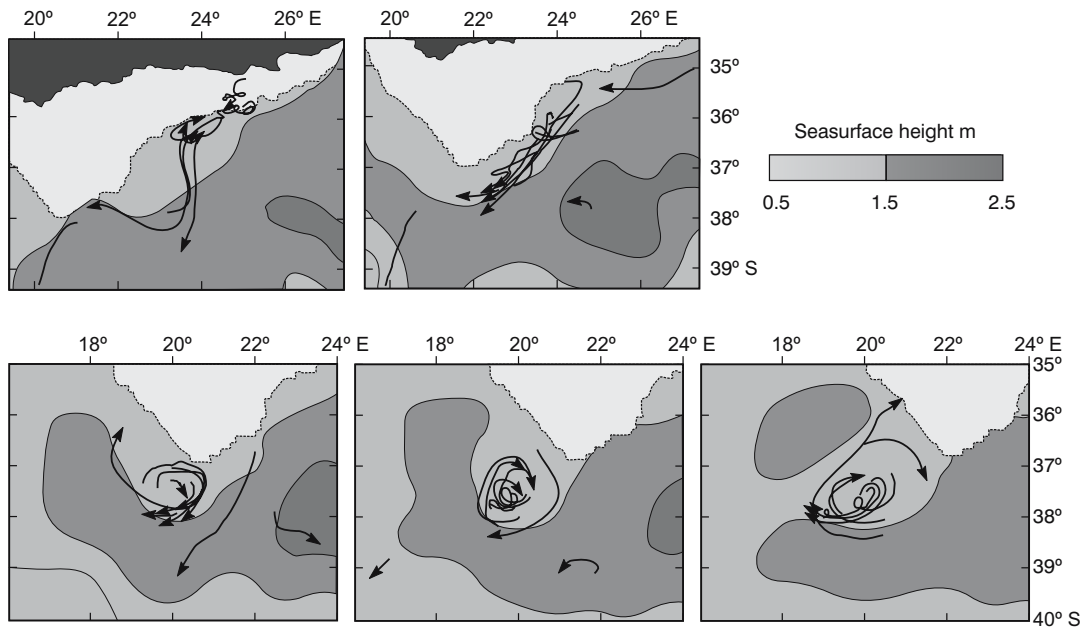 20º 22º 24º 26º E
20º 22º 24º 26º E
35º
36º
37º
38º
39º S
Seasurface height m
0.5 1.5 2.5
18º 20º 22º 24º E
18º 20º 22º 24º E
18º 20º 22º 24º E
35º
36º
37º
38º
39º
40º S